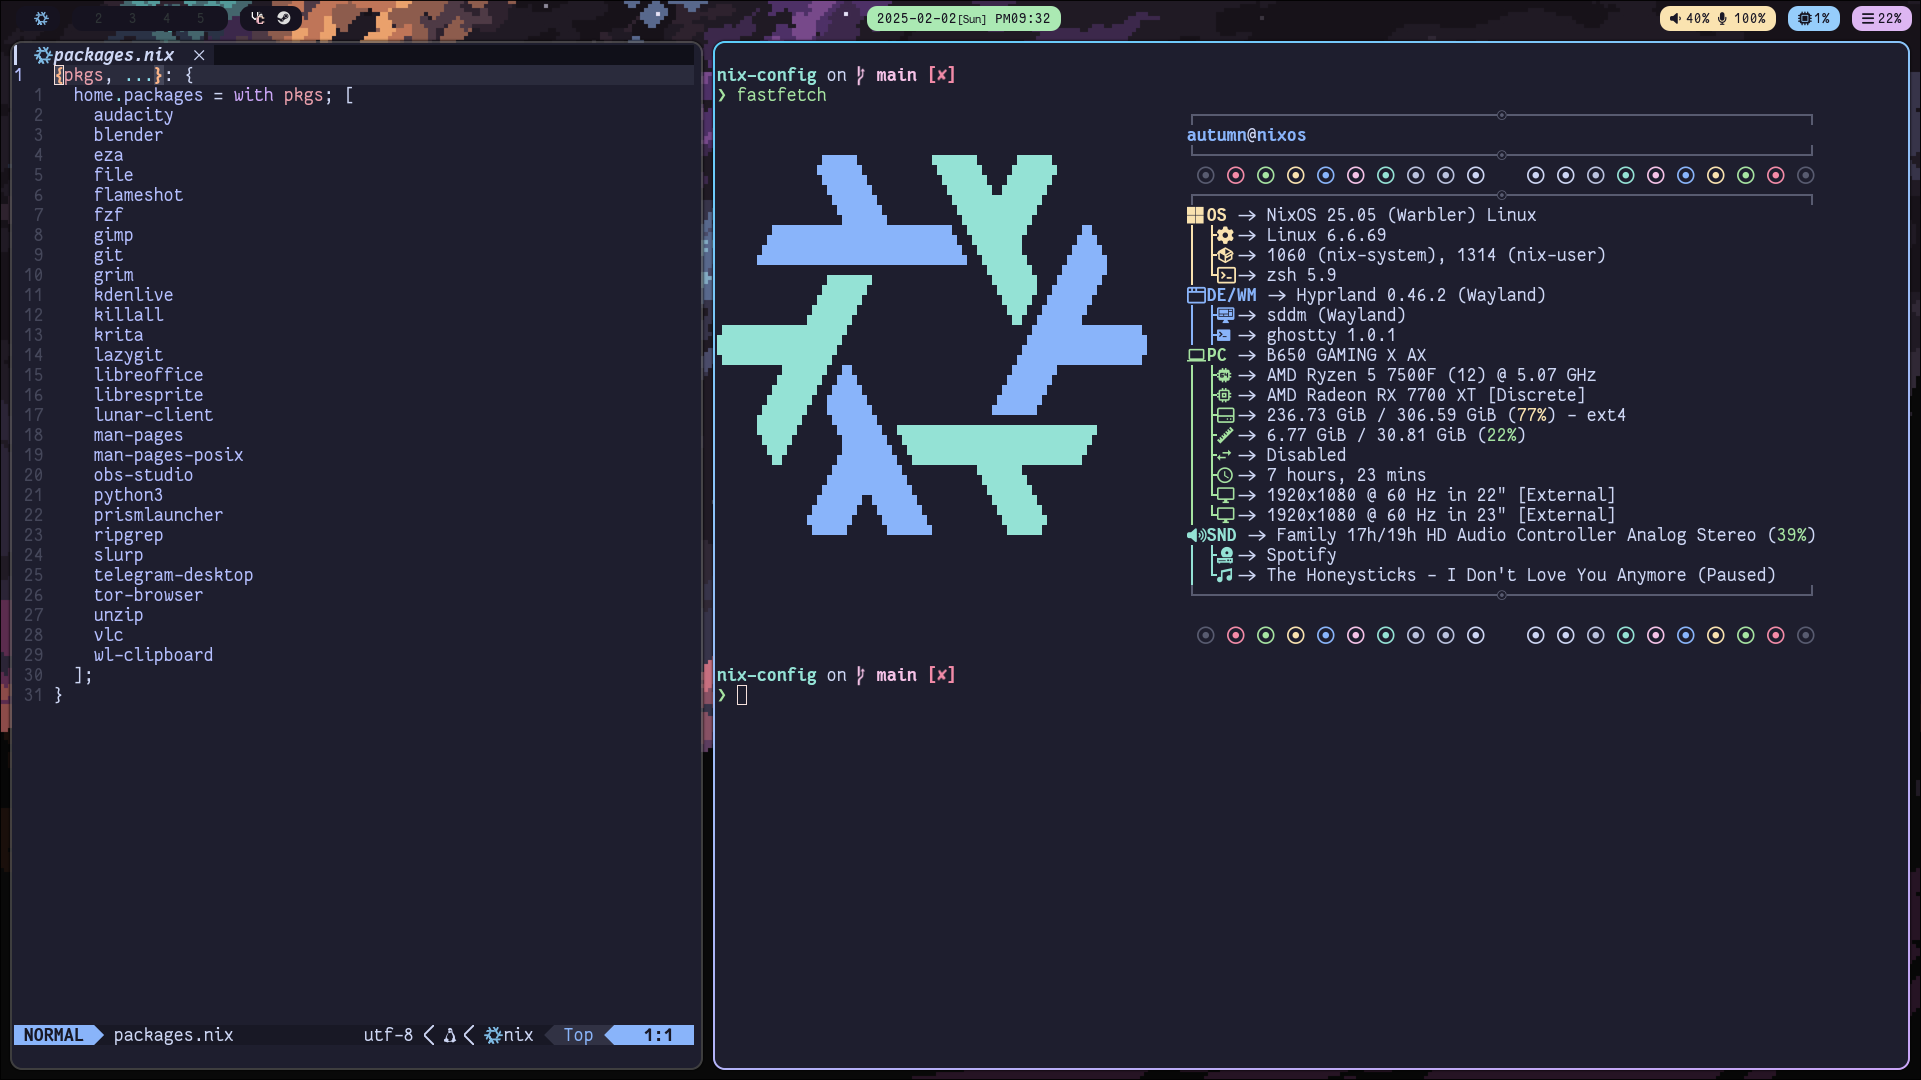 2 3 4 5
2025-02-02[Sun] PM09:32
40% 100%
1%
22%
packages.nix ×
1 {pkgs, ...}: {
1 home.packages = with pkgs; [
2 audacity
3 blender
4 eza
5 file
6 flameshot
7 fzf
8 gimp
9 git
10 grim
11 kdenlive
12 killall
13 krita
14 lazygit
15 libreoffice
16 libresprite
17 lunar-client
18 man-pages
19 man-pages-posix
20 obs-studio
21 python3
22 prismlauncher
23 ripgrep
24 slurp
25 telegram-desktop
26 tor-browser
27 unzip
28 vlc
29 wl-clipboard
30 ];
31 }
NORMAL packages.nix utf-8 nix Top 1:1
nix-config on main [✘]
❯ fastfetch
autumn@nixos
OS → NixOS 25.05 (Warbler) Linux
→ Linux 6.6.69
→ 1060 (nix-system), 1314 (nix-user)
→ zsh 5.9
DE/WM → Hyprland 0.46.2 (Wayland)
→ sddm (Wayland)
→ ghostty 1.0.1
PC → B650 GAMING X AX
→ AMD Ryzen 5 7500F (12) @ 5.07 GHz
→ AMD Radeon RX 7700 XT [Discrete]
→ 236.73 GiB / 306.59 GiB (77%) - ext4
→ 6.77 GiB / 30.81 GiB (22%)
→ Disabled
→ 7 hours, 23 mins
→ 1920x1080 @ 60 Hz in 22" [External]
→ 1920x1080 @ 60 Hz in 23" [External]
SND → Family 17h/19h HD Audio Controller Analog Stereo (39%)
→ Spotify
→ The Honeysticks - I Don't Love You Anymore (Paused)
nix-config on main [✘]
❯